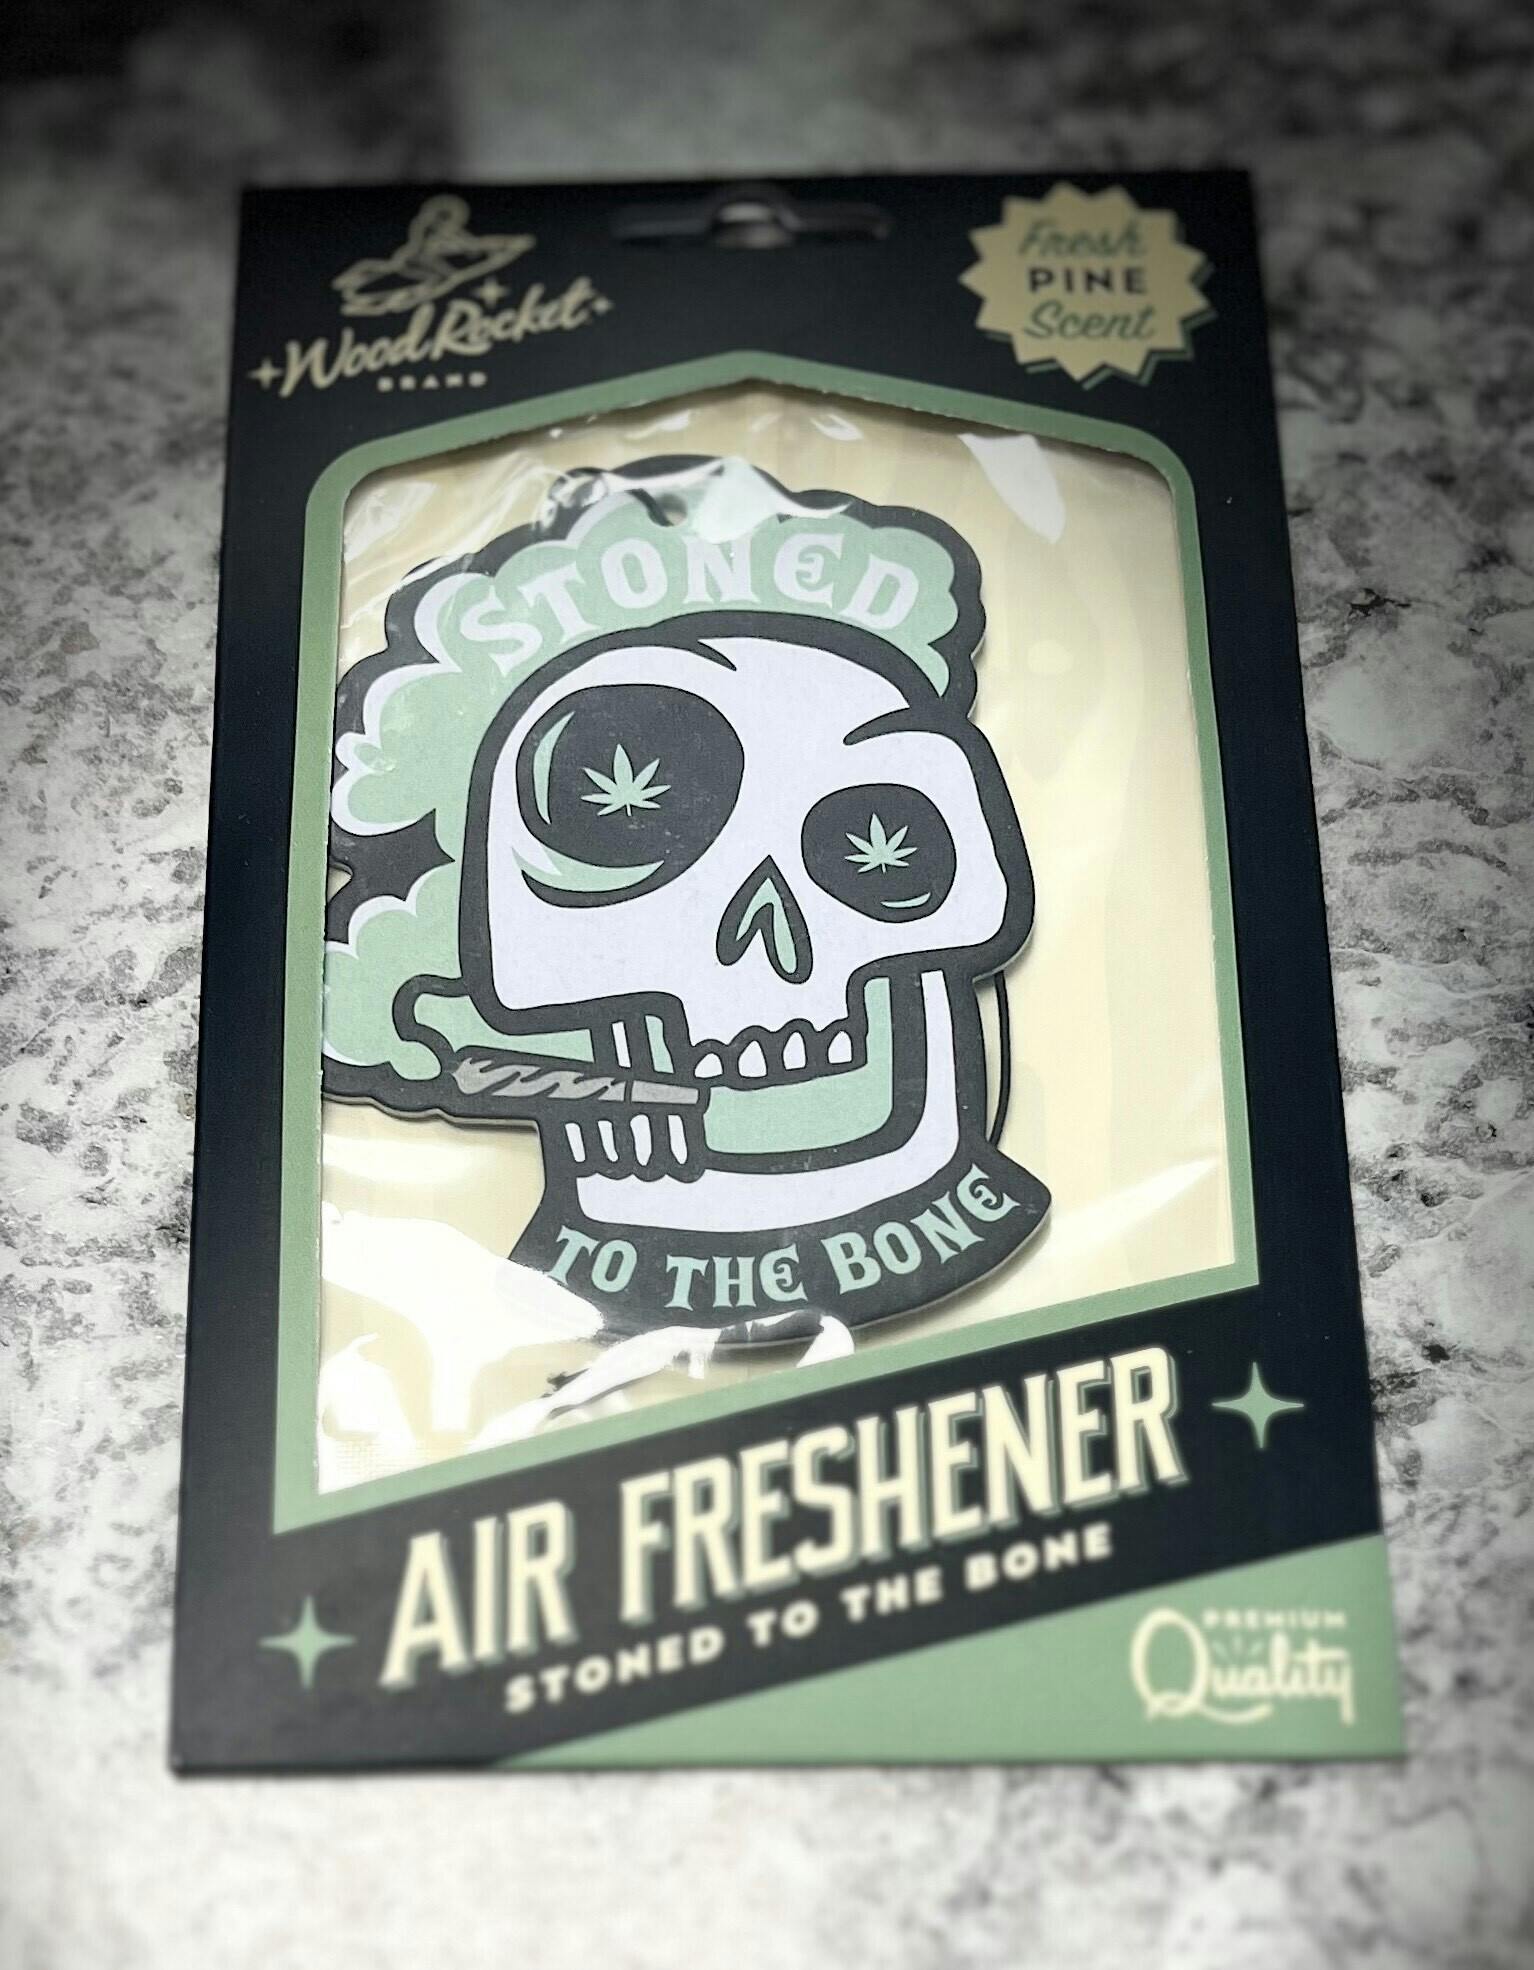 Wood Rocket
BRAND
Fresh
PINE
Scent
STONED
TO THE BONE
AIR FRESHENER
STONED TO THE BONE
PREMIUM
Quality